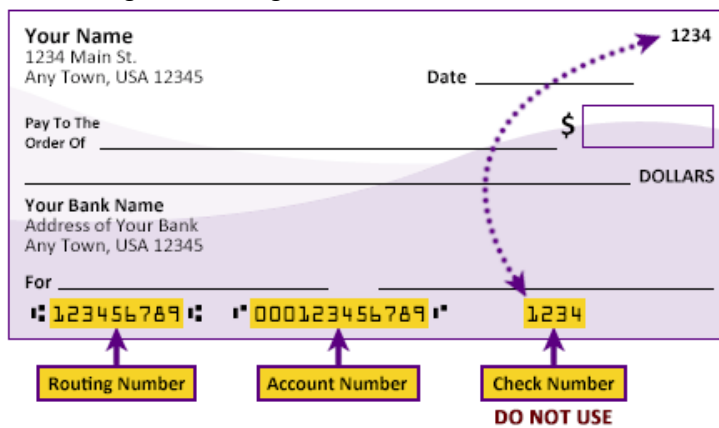 Your Name 1234
1234 Main St.
Any Town, USA 12345
Date
Pay To The
Order Of $
DOLLARS
Your Bank Name
Address of Your Bank
Any Town, USA 12345
For
⑆123456789⑆ ⑈000123456789⑈ 1234
Routing Number Account Number Check Number
DO NOT USE